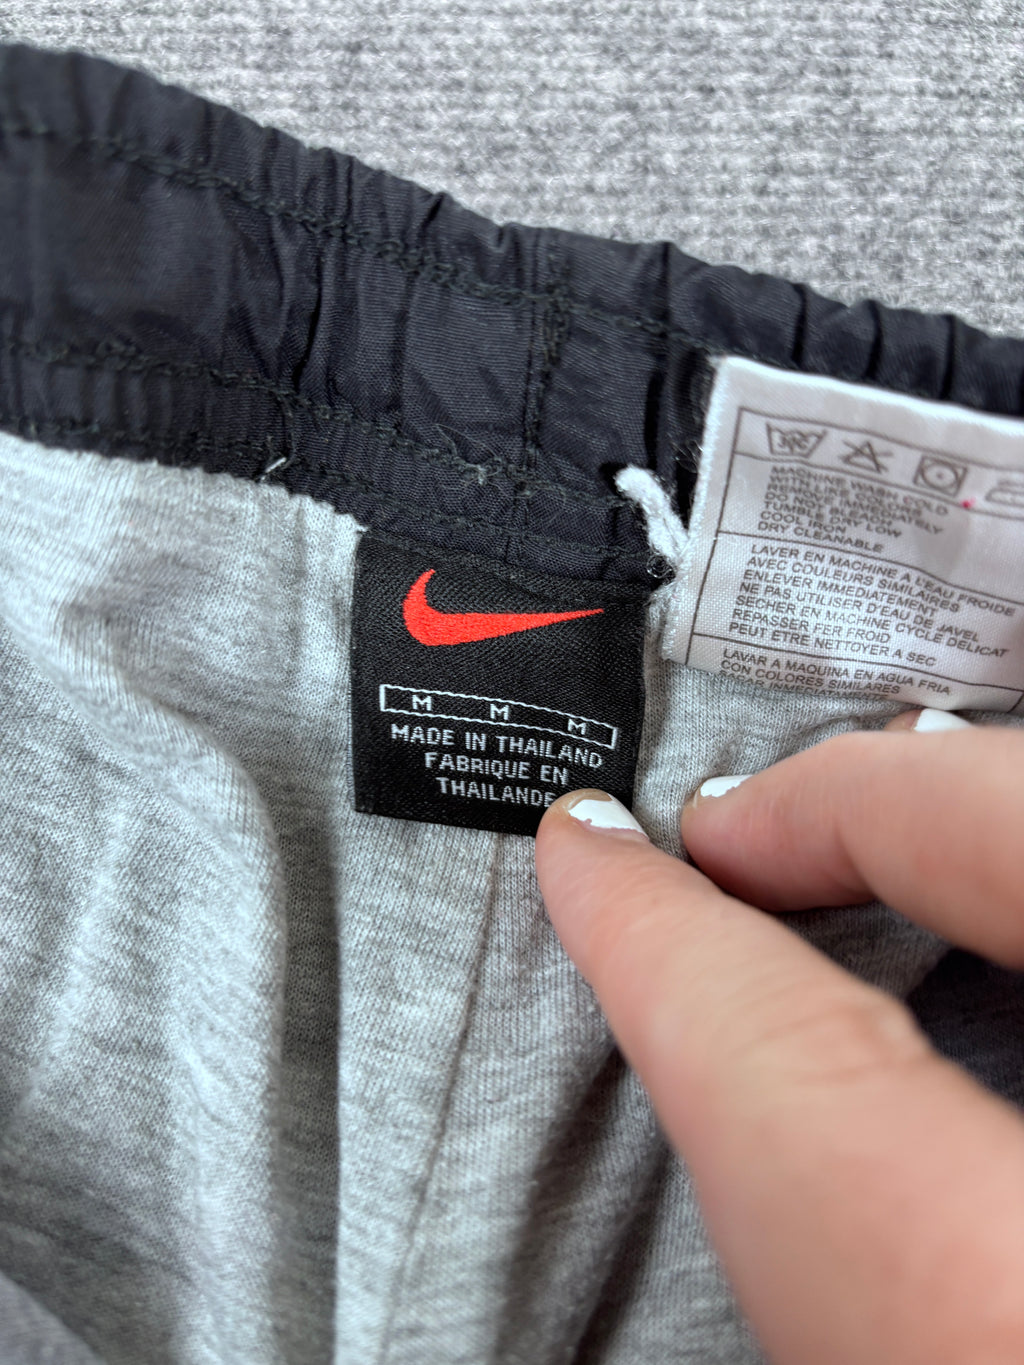 M M M
MADE IN THAILAND
FABRIQUE EN
THAILANDE
MACHINE WASH COLD
WITH LIKE COLORS
REMOVE IMMEDIATELY
DO NOT BLEACH
TUMBLE DRY LOW
COOL IRON
DRY CLEANABLE
LAVER EN MACHINE A L'EAU FROIDE
AVEC COULEURS SIMILAIRES
ENLEVER IMMEDIATEMENT
NE PAS UTILISER D'EAU DE JAVEL
SECHER EN MACHINE CYCLE DELICAT
REPASSER FER FROID
PEUT ETRE NETTOYER A SEC
LAVAR A MAQUINA EN AGUA FRIA
CON COLORES SIMILARES